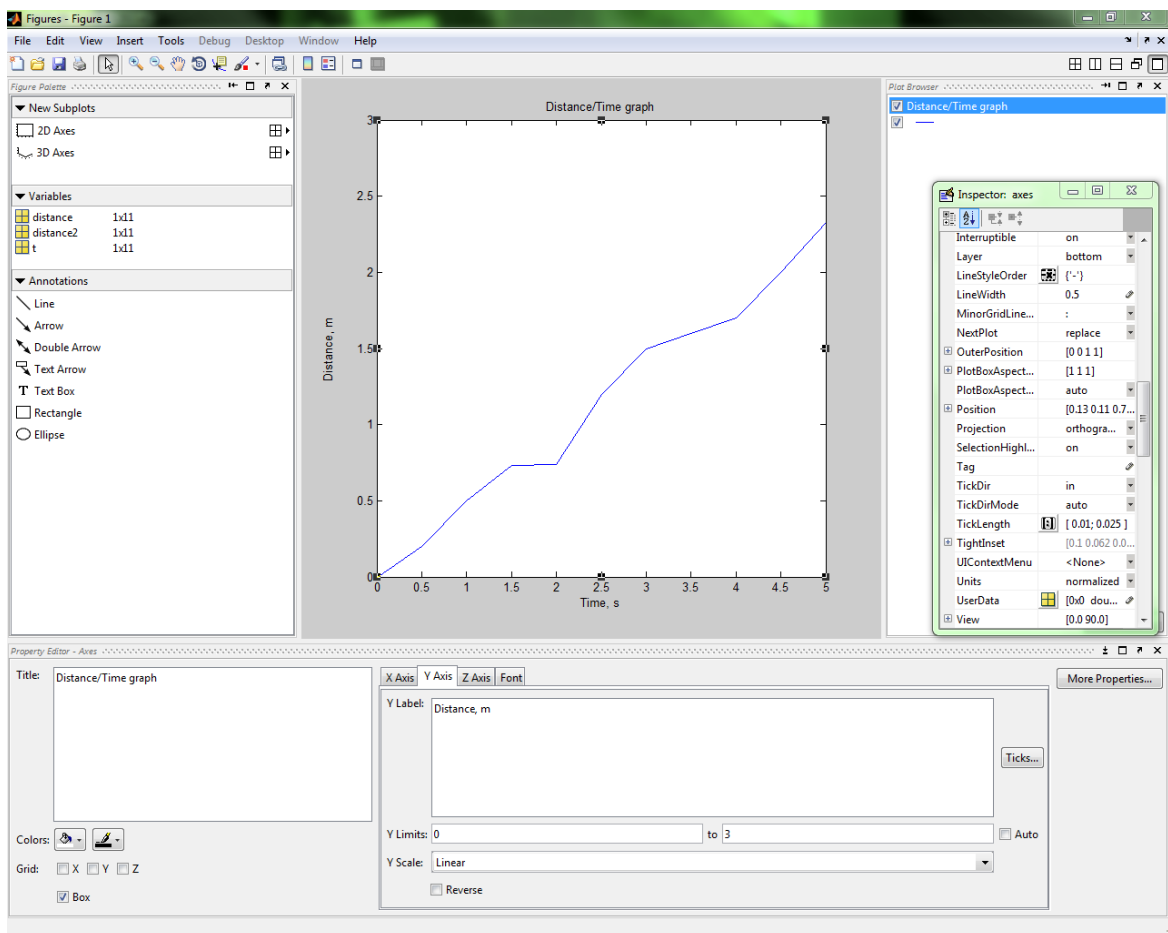 Figures - Figure 1
File Edit View Insert Tools Debug Desktop Window Help
Figure Palette
New Subplots
2D Axes
3D Axes
Variables
distance 1x11
distance2 1x11
t 1x11
Annotations
Line
Arrow
Double Arrow
Text Arrow
T Text Box
Rectangle
Ellipse
Distance/Time graph
3
2.5
2
1.5
1
0.5
0
Distance, m
0 0.5 1 1.5 2 2.5 3 3.5 4 4.5 5
Time, s
Plot Browser
Distance/Time graph
Inspector: axes
Interruptible on
Layer bottom
LineStyleOrder {'-'}
LineWidth 0.5
MinorGridLine... :
NextPlot replace
OuterPosition [0 0 1 1]
PlotBoxAspect... [1 1 1]
PlotBoxAspect... auto
Position [0.13 0.11 0.7...
Projection orthogra...
SelectionHighl... on
Tag
TickDir in
TickDirMode auto
TickLength [ 0.01; 0.025 ]
TightInset [0.1 0.062 0.0...
UIContextMenu <None>
Units normalized
UserData [0x0 dou...
View [0.0 90.0]
Property Editor - Axes
Title: Distance/Time graph
Colors:
Grid: X Y Z
Box
X Axis Y Axis Z Axis Font
Y Label: Distance, m
Ticks...
Y Limits: 0 to 3 Auto
Y Scale: Linear
Reverse
More Properties...